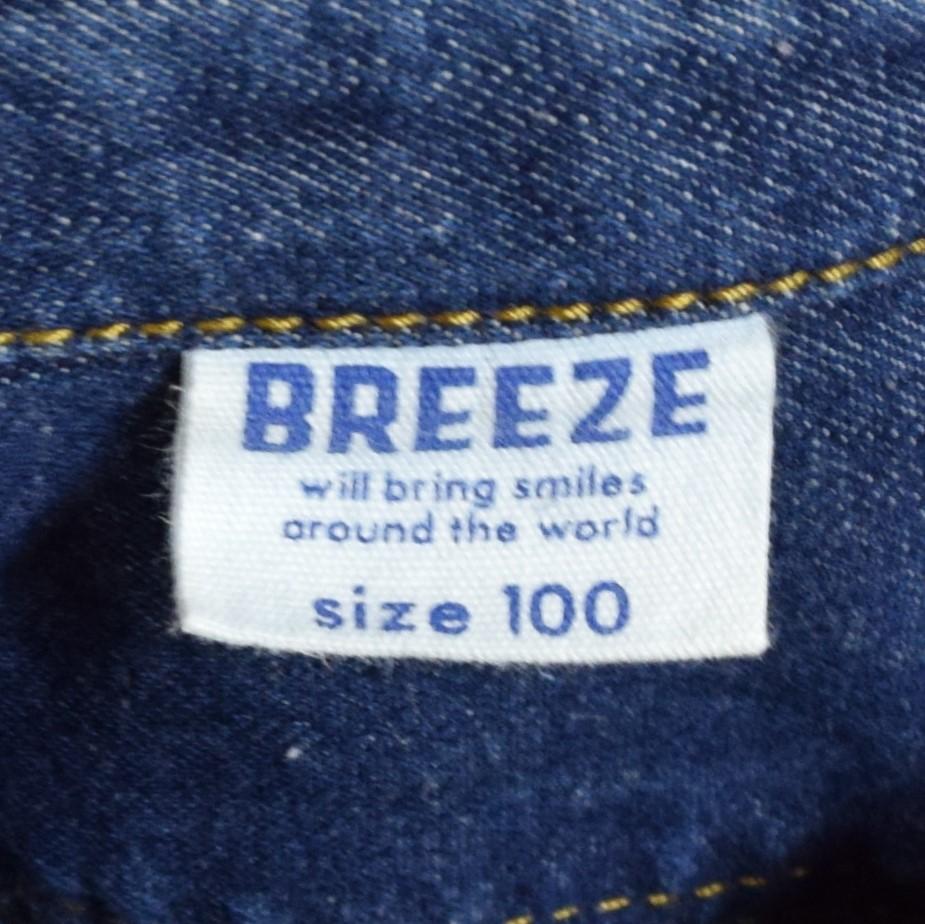 BREEZE
will bring smiles
around the world
size 100